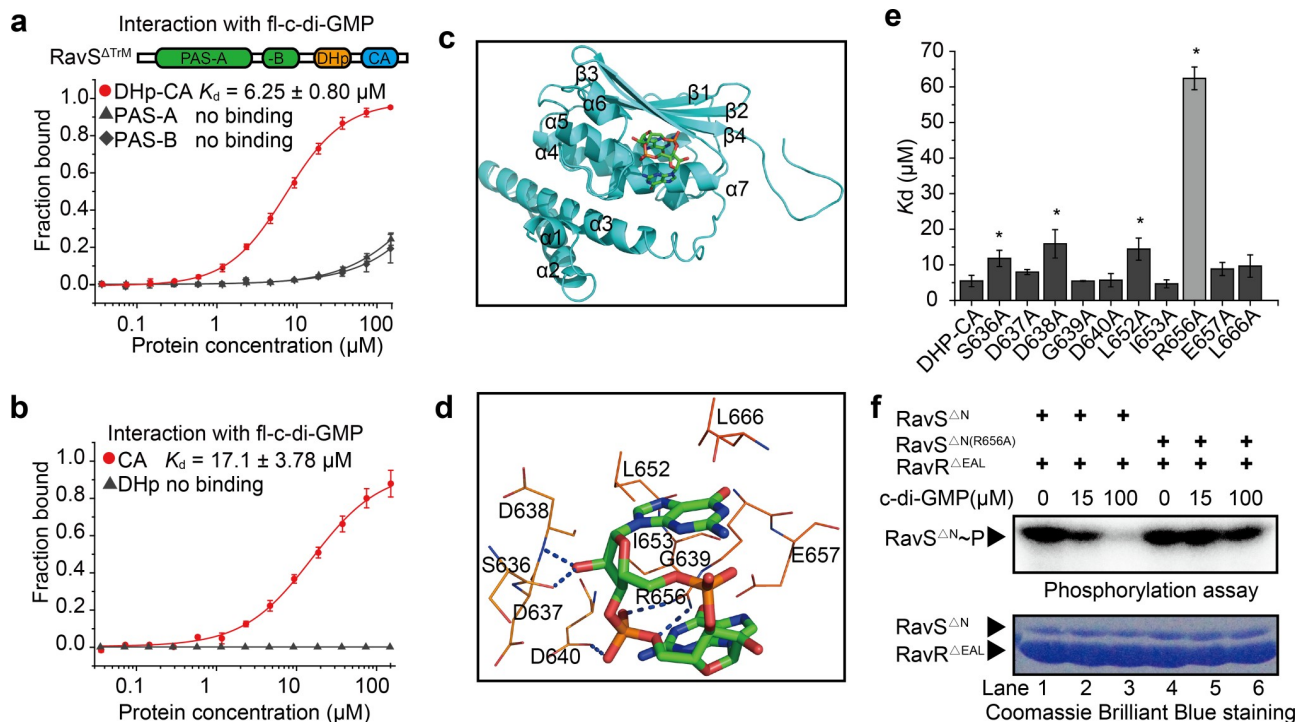 a
Interaction with fl-c-di-GMP
RavS^ΔTrM
PAS-A -B DHp CA
DHp-CA Kd = 6.25 ± 0.80 µM
PAS-A no binding
PAS-B no binding
Fraction bound
1.0
0.8
0.6
0.4
0.2
0.0
0.1 1 10 100
Protein concentration (µM)
b
Interaction with fl-c-di-GMP
CA Kd = 17.1 ± 3.78 µM
DHp no binding
Fraction bound
1.0
0.8
0.6
0.4
0.2
0.0
0.1 1 10 100
Protein concentration (µM)
c
β3
β1
α6
β2
α5
β4
α4
α7
α3
α1
α2
d
L666
L652
D638
I653
G639
E657
S636
R656
D637
D640
e
Kd (µM)
70
60
50
40
30
20
10
0
* * * *
DHP-CA
S636A
D637A
D638A
G639A
D640A
L652A
I653A
R656A
E657A
L666A
f
RavS^△N + + +
RavS^△N(R656A) + + +
RavR^△EAL + + + + + +
c-di-GMP(µM) 0 15 100 0 15 100
RavS^△N~P
Phosphorylation assay
RavS^△N
RavR^△EAL
Lane 1 2 3 4 5 6
Coomassie Brilliant Blue staining